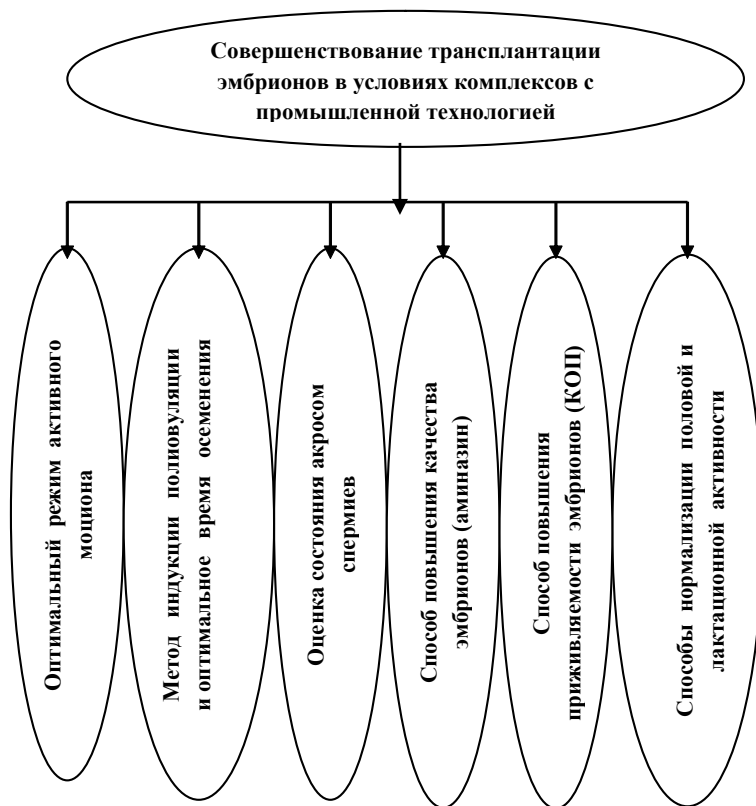 Совершенствование трансплантации
эмбрионов в условиях комплексов с
промышленной технологией
Оптимальный режим активного
моциона
Метод индукции полиовуляции
и оптимальное время осеменения
Оценка состояния акросом
спермиев
Способ повышения качества
эмбрионов (аминазин)
Способ повышения
приживляемости эмбрионов (КОП)
Способы нормализации половой и
лактационной активности